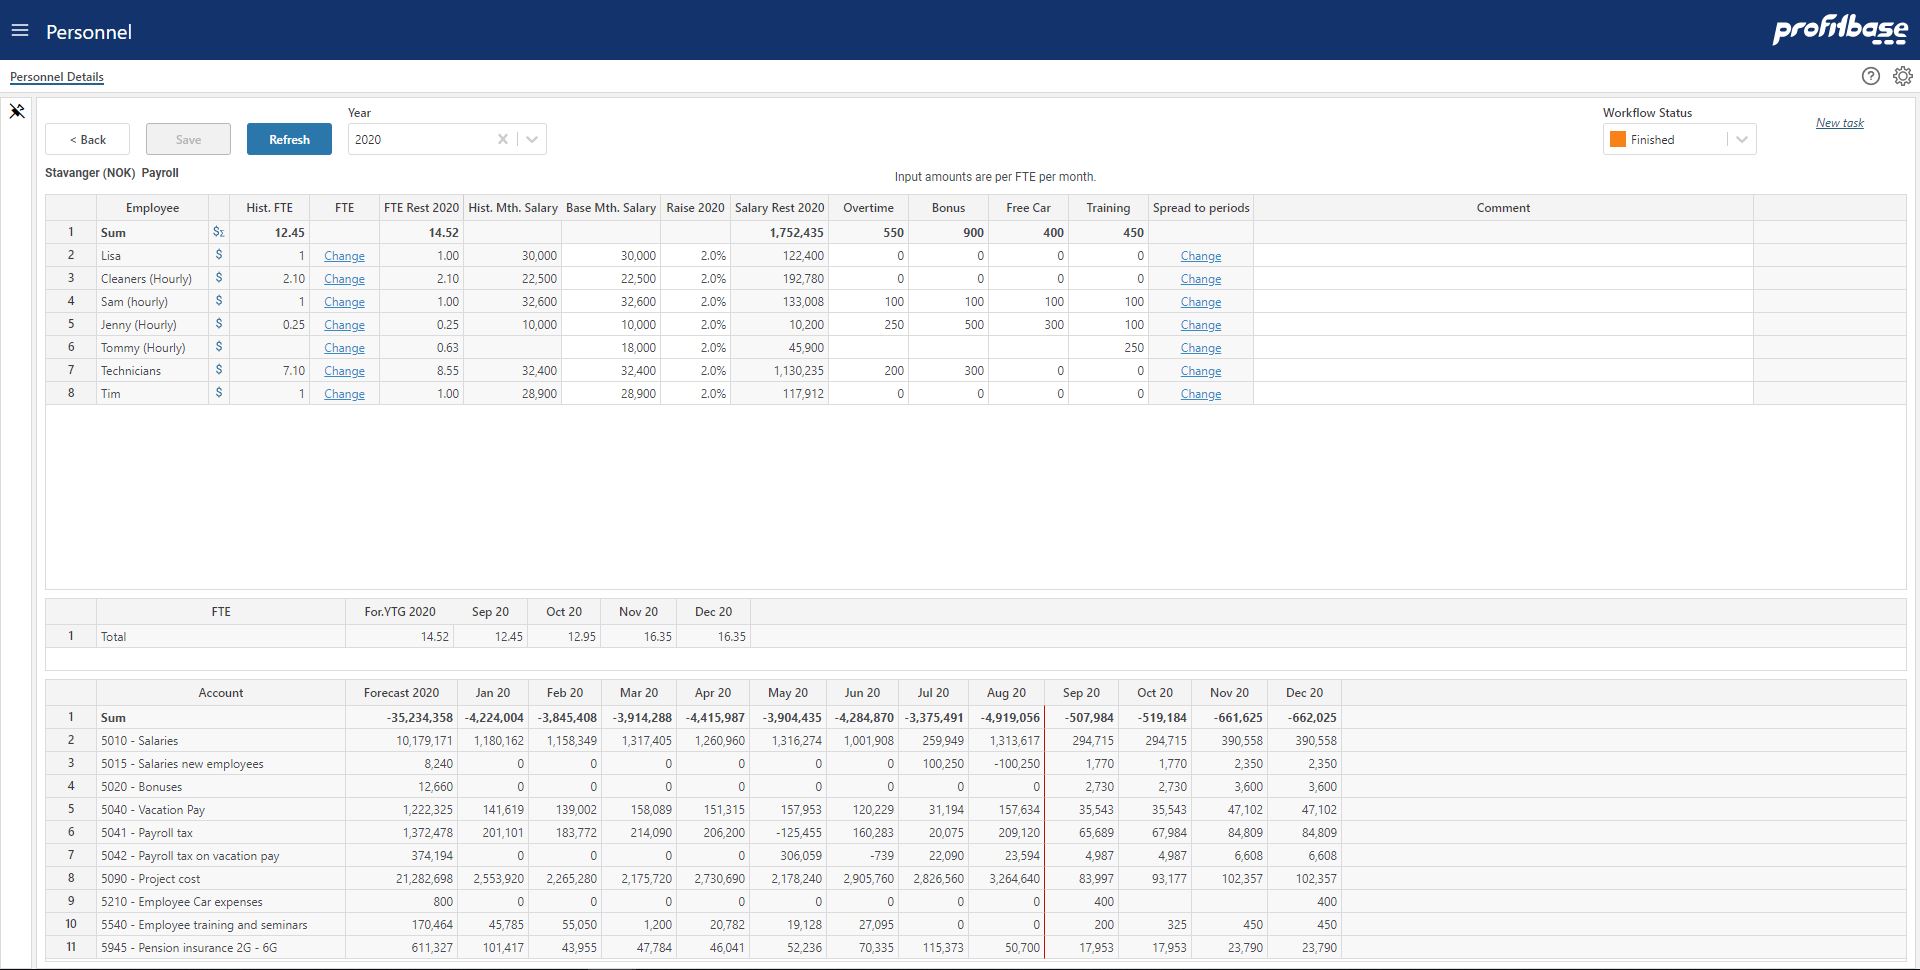 Personnel
profitbase
Personnel Details
Year
Workflow Status
New task
< Back Save Refresh 2020 Finished
Stavanger (NOK) Payroll
Input amounts are per FTE per month.
Employee Hist. FTE FTE FTE Rest 2020 Hist. Mth. Salary Base Mth. Salary Raise 2020 Salary Rest 2020 Overtime Bonus Free Car Training Spread to periods Comment
1 Sum $Σ 12.45 14.52 1,752,435 550 900 400 450
2 Lisa $ 1 Change 1.00 30,000 30,000 2.0% 122,400 0 0 0 0 Change
3 Cleaners (Hourly) $ 2.10 Change 2.10 22,500 22,500 2.0% 192,780 0 0 0 0 Change
4 Sam (hourly) $ 1 Change 1.00 32,600 32,600 2.0% 133,008 100 100 100 100 Change
5 Jenny (Hourly) $ 0.25 Change 0.25 10,000 10,000 2.0% 10,200 250 500 300 100 Change
6 Tommy (Hourly) $ Change 0.63 18,000 2.0% 45,900 250 Change
7 Technicians $ 7.10 Change 8.55 32,400 32,400 2.0% 1,130,235 200 300 0 0 Change
8 Tim $ 1 Change 1.00 28,900 28,900 2.0% 117,912 0 0 0 0 Change
FTE For.YTG 2020 Sep 20 Oct 20 Nov 20 Dec 20
1 Total 14.52 12.45 12.95 16.35 16.35
Account Forecast 2020 Jan 20 Feb 20 Mar 20 Apr 20 May 20 Jun 20 Jul 20 Aug 20 Sep 20 Oct 20 Nov 20 Dec 20
1 Sum -35,234,358 -4,224,004 -3,845,408 -3,914,288 -4,415,987 -3,904,435 -4,284,870 -3,375,491 -4,919,056 -507,984 -519,184 -661,625 -662,025
2 5010 - Salaries 10,179,171 1,180,162 1,158,349 1,317,405 1,260,960 1,316,274 1,001,908 259,949 1,313,617 294,715 294,715 390,558 390,558
3 5015 - Salaries new employees 8,240 0 0 0 0 0 0 100,250 -100,250 1,770 1,770 2,350 2,350
4 5020 - Bonuses 12,660 0 0 0 0 0 0 0 0 2,730 2,730 3,600 3,600
5 5040 - Vacation Pay 1,222,325 141,619 139,002 158,089 151,315 157,953 120,229 31,194 157,634 35,543 35,543 47,102 47,102
6 5041 - Payroll tax 1,372,478 201,101 183,772 214,090 206,200 -125,455 160,283 20,075 209,120 65,689 67,984 84,809 84,809
7 5042 - Payroll tax on vacation pay 374,194 0 0 0 0 306,059 -739 22,090 23,594 4,987 4,987 6,608 6,608
8 5090 - Project cost 21,282,698 2,553,920 2,265,280 2,175,720 2,730,690 2,178,240 2,905,760 2,826,560 3,264,640 83,997 93,177 102,357 102,357
9 5210 - Employee Car expenses 800 0 0 0 0 0 0 0 0 400 400
10 5540 - Employee training and seminars 170,464 45,785 55,050 1,200 20,782 19,128 27,095 0 0 200 325 450 450
11 5945 - Pension insurance 2G - 6G 611,327 101,417 43,955 47,784 46,041 52,236 70,335 115,373 50,700 17,953 17,953 23,790 23,790